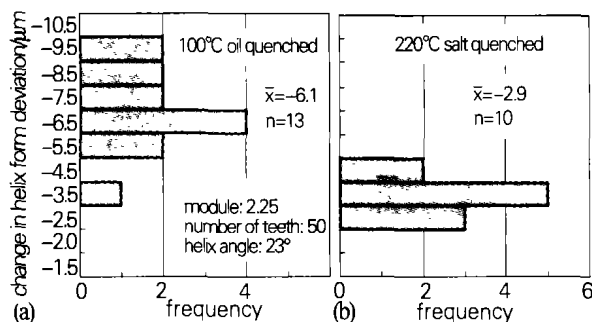 change in helix form deviation/µm
-10.5
-9.5
-8.5
-7.5
-6.5
-5.5
-4.5
-3.5
-2.5
-2.0
-1.5
100°C oil quenched
x̄=-6.1
n=13
module: 2.25
number of teeth: 50
helix angle: 23°
0 2 4
frequency
(a)
220°C salt quenched
x̄=-2.9
n=10
0 2 4 6
frequency
(b)